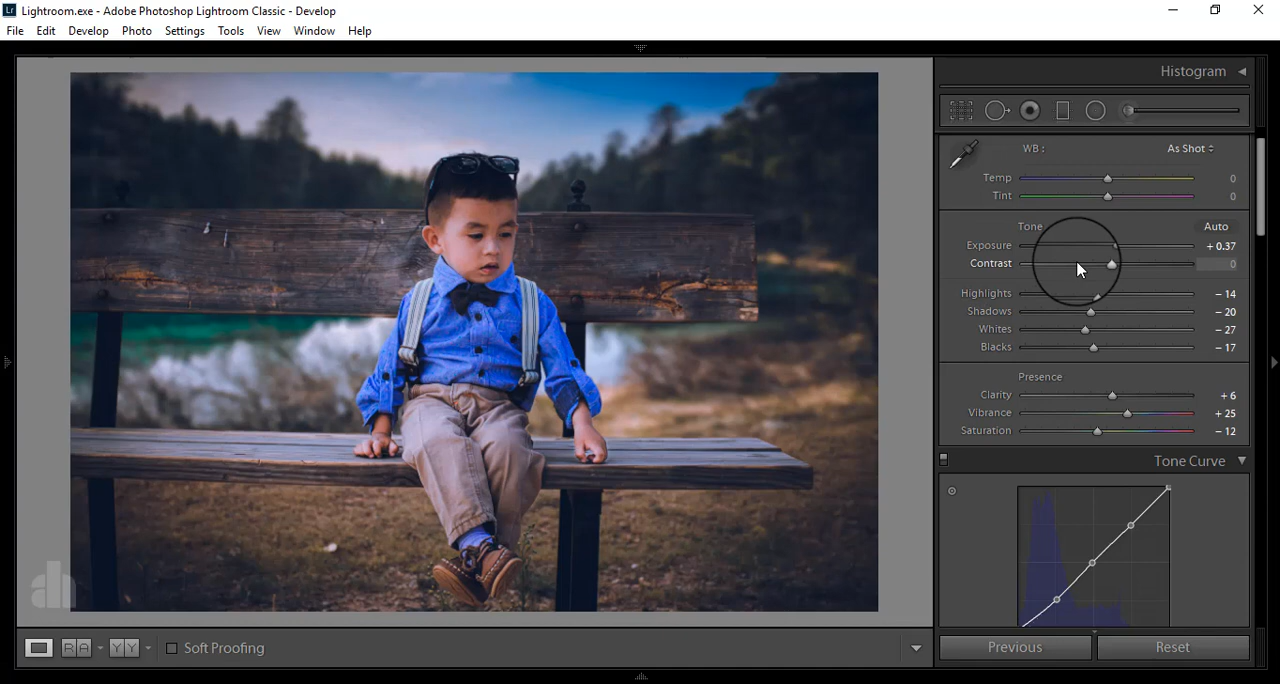 Lr Lightroom.exe - Adobe Photoshop Lightroom Classic - Develop
File Edit Develop Photo Settings Tools View Window Help
Histogram
WB : As Shot
Temp 0
Tint 0
Tone Auto
Exposure + 0.37
Contrast 0
Highlights − 14
Shadows − 20
Whites − 27
Blacks − 17
Presence
Clarity + 6
Vibrance + 25
Saturation − 12
Tone Curve
dh
R A Y Y Soft Proofing
Previous Reset